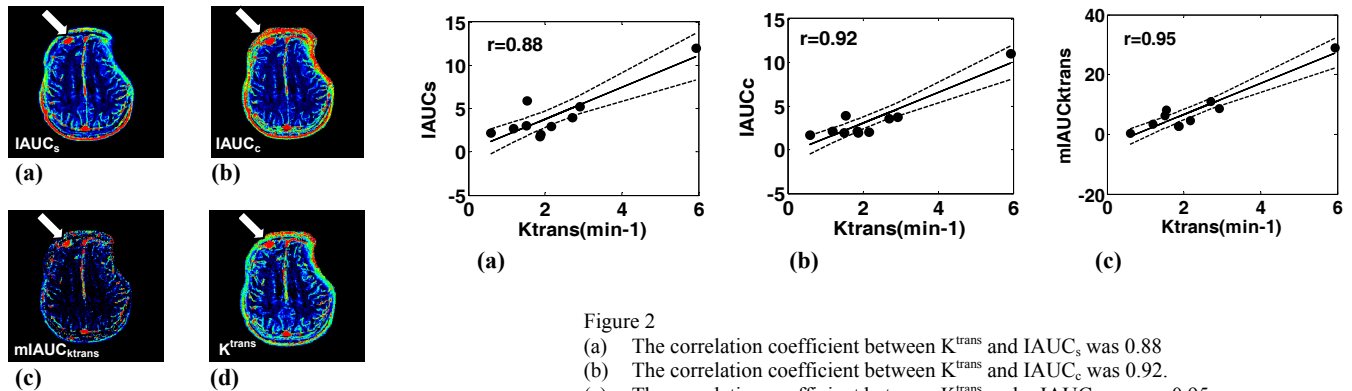 IAUCs
(a)
IAUCc
(b)
mIAUCktrans
(c)
Ktrans
(d)
15
10
5
0
-5
IAUCs
r=0.88
0 2 4 6
Ktrans(min-1)
(a)
15
10
5
0
-5
IAUCc
r=0.92
0 2 4 6
Ktrans(min-1)
(b)
40
20
0
-20
mIAUCktrans
r=0.95
0 2 4 6
Ktrans(min-1)
(c)
Figure 2
(a) The correlation coefficient between Ktrans and IAUCs was 0.88
(b) The correlation coefficient between Ktrans and IAUCc was 0.92.